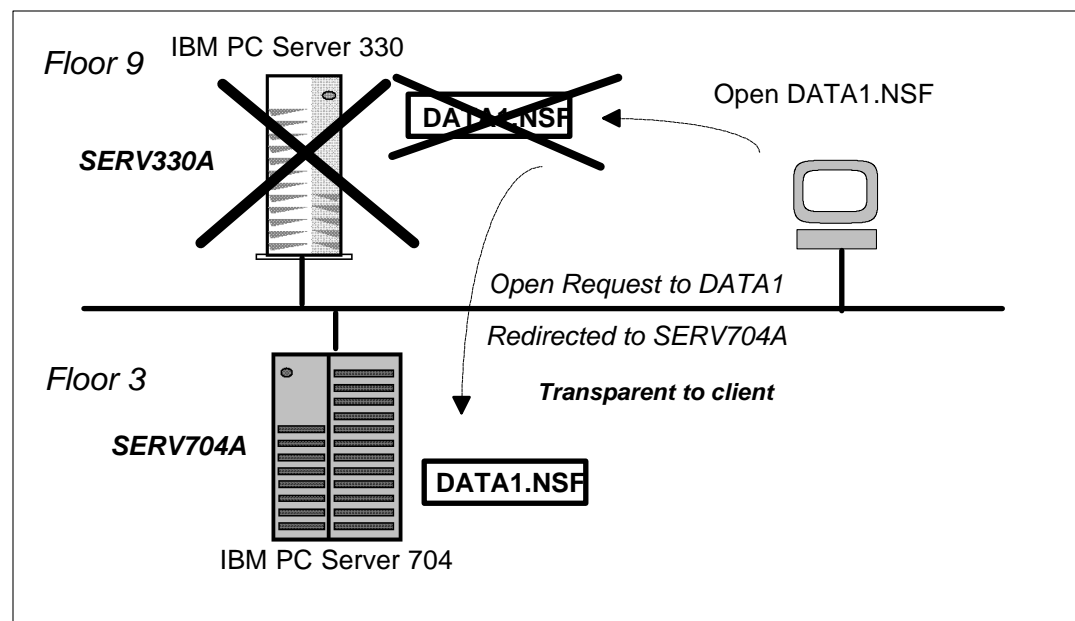 IBM PC Server 330
Floor 9
DATA1.NSF
Open DATA1.NSF
SERV330A
Open Request to DATA1
Redirected to SERV704A
Floor 3
Transparent to client
SERV704A
DATA1.NSF
IBM PC Server 704